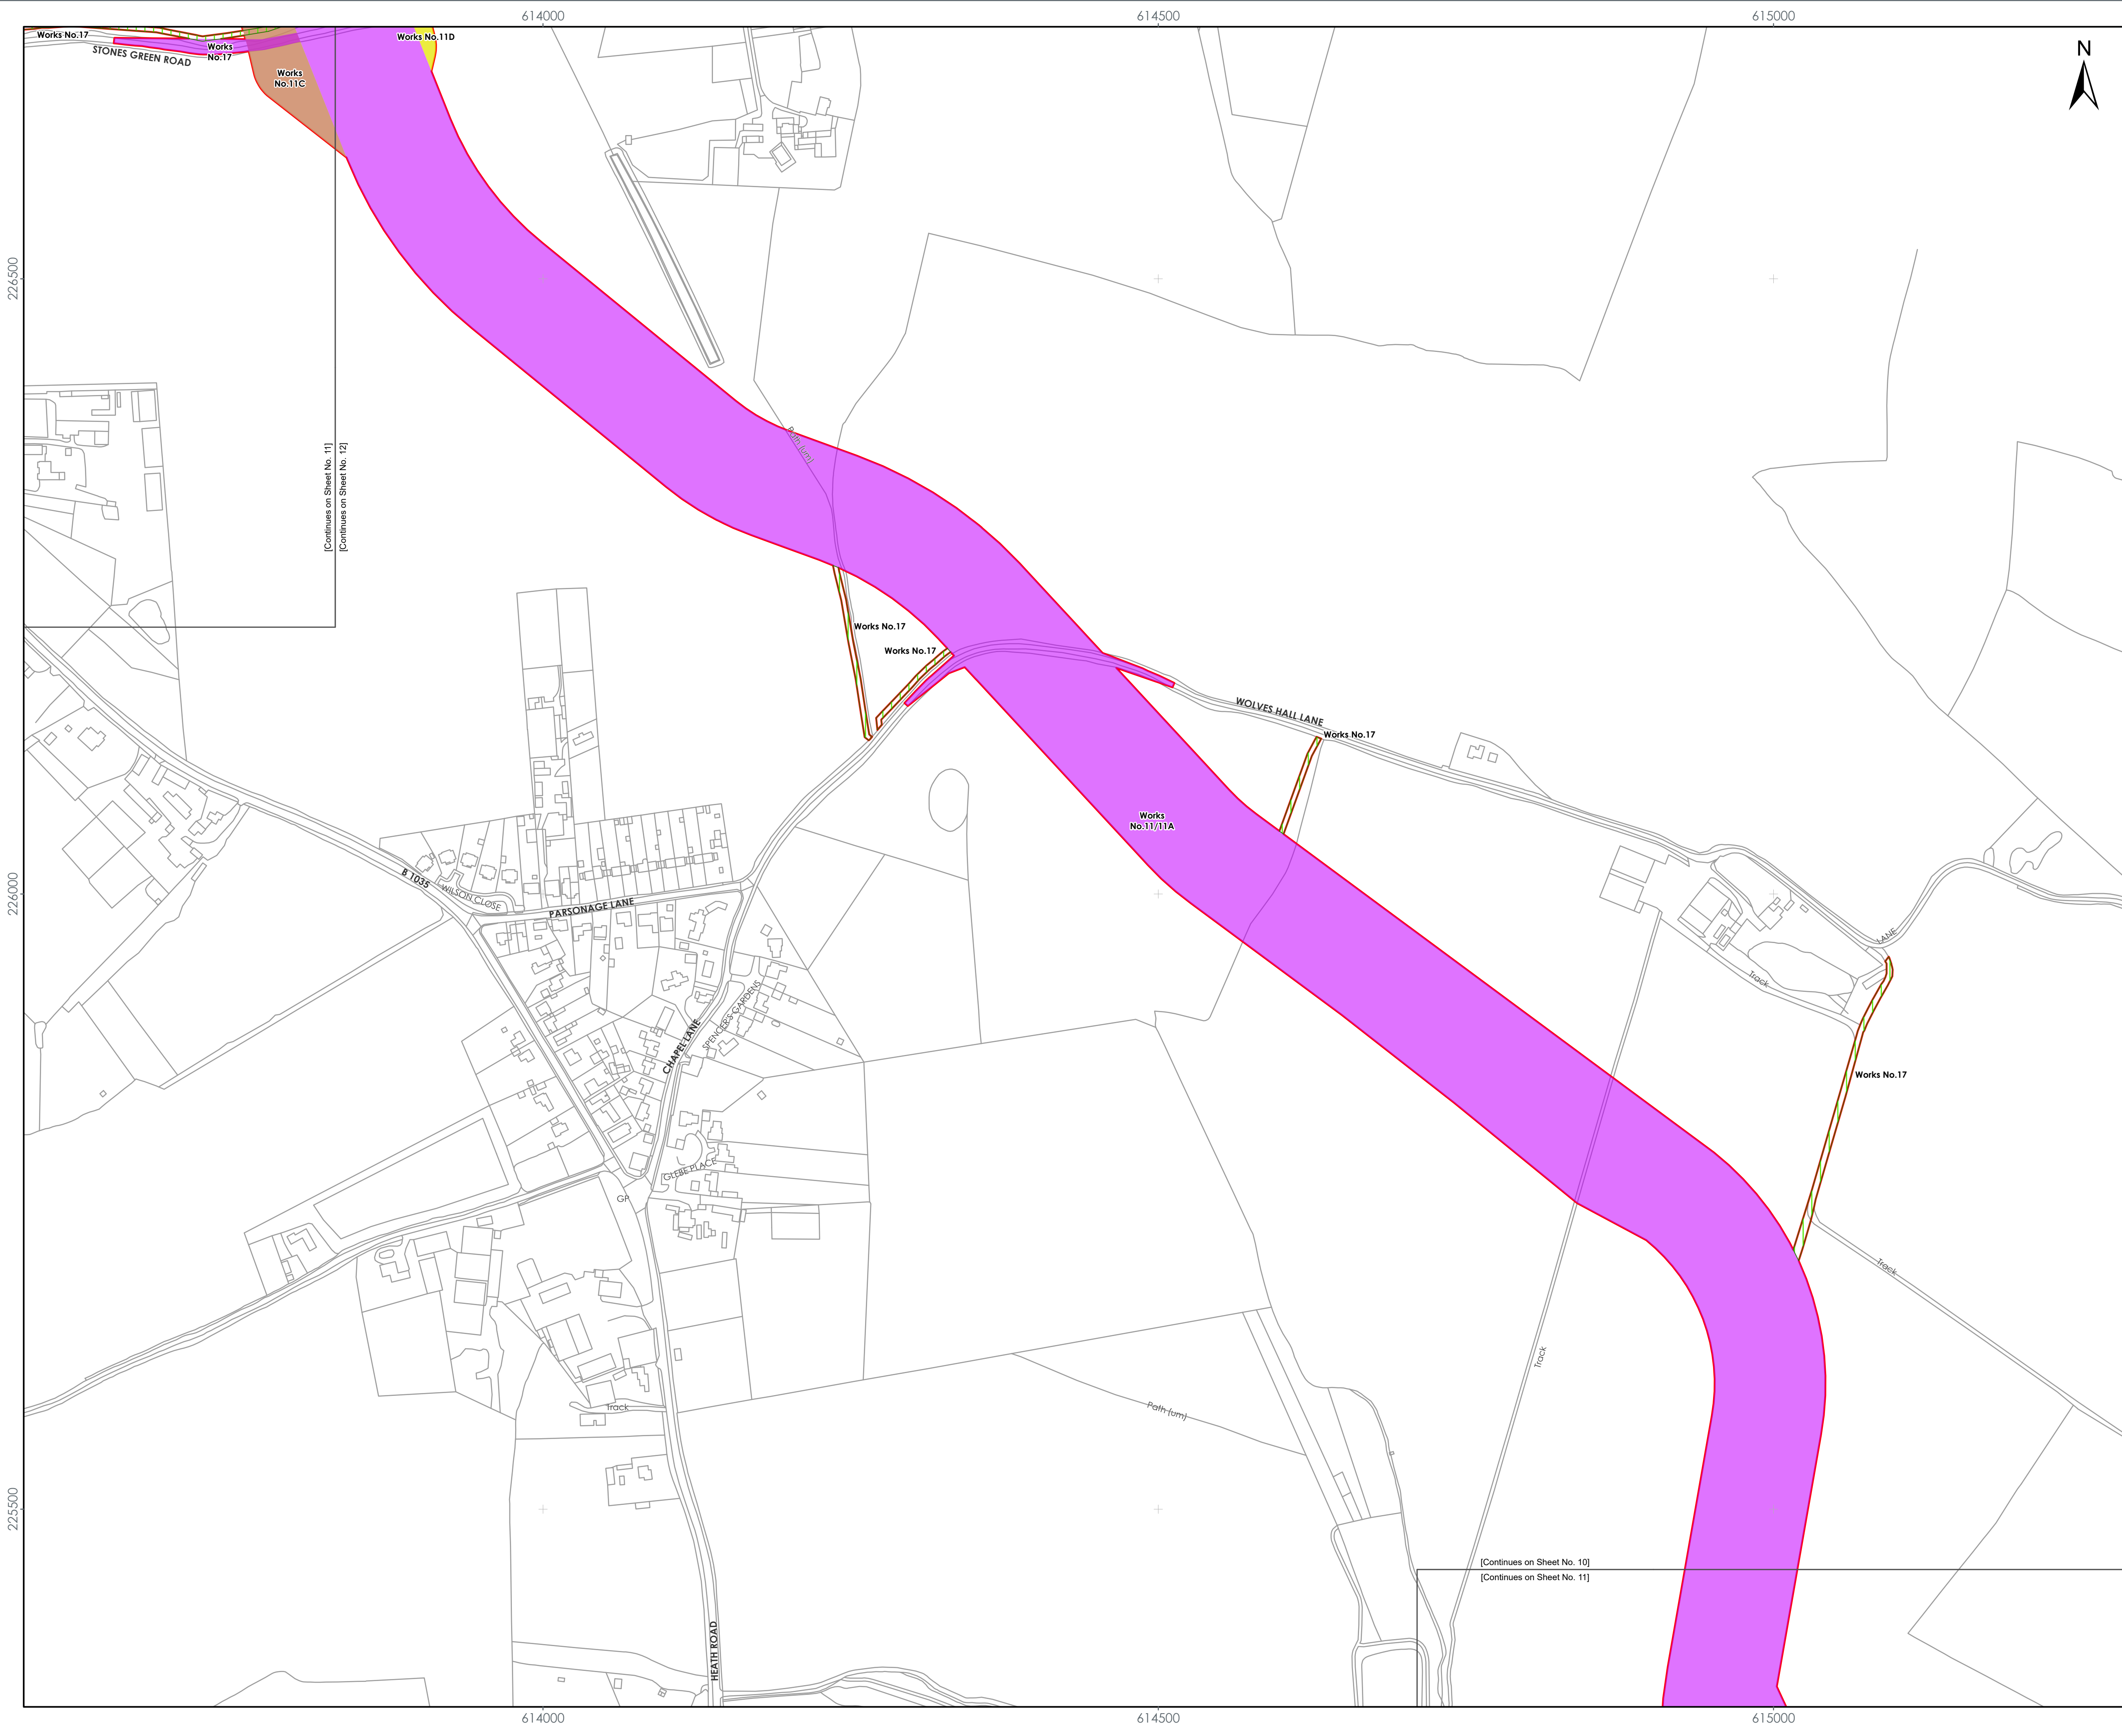 614000
614500
615000
Works No.17
STONES GREEN ROAD
Works
No.17
Works
No.11C
Works No.11D
N
226500
226000
225500
[Continues on Sheet No. 11]
[Continues on Sheet No. 12]
Path (um)
Works No.17
Works No.17
WOLVES HALL LANE
Works No.17
Works
No.11/11A
B 1035
WILSON CLOSE
PARSONAGE LANE
LANE
Track
CHAPEL LANE
SPENCER'S GARDENS
Works No.17
GLEBE PLACE
GP
Track
Track
Track
Path (um)
[Continues on Sheet No. 10]
[Continues on Sheet No. 11]
HEATH ROAD
614000
614500
615000